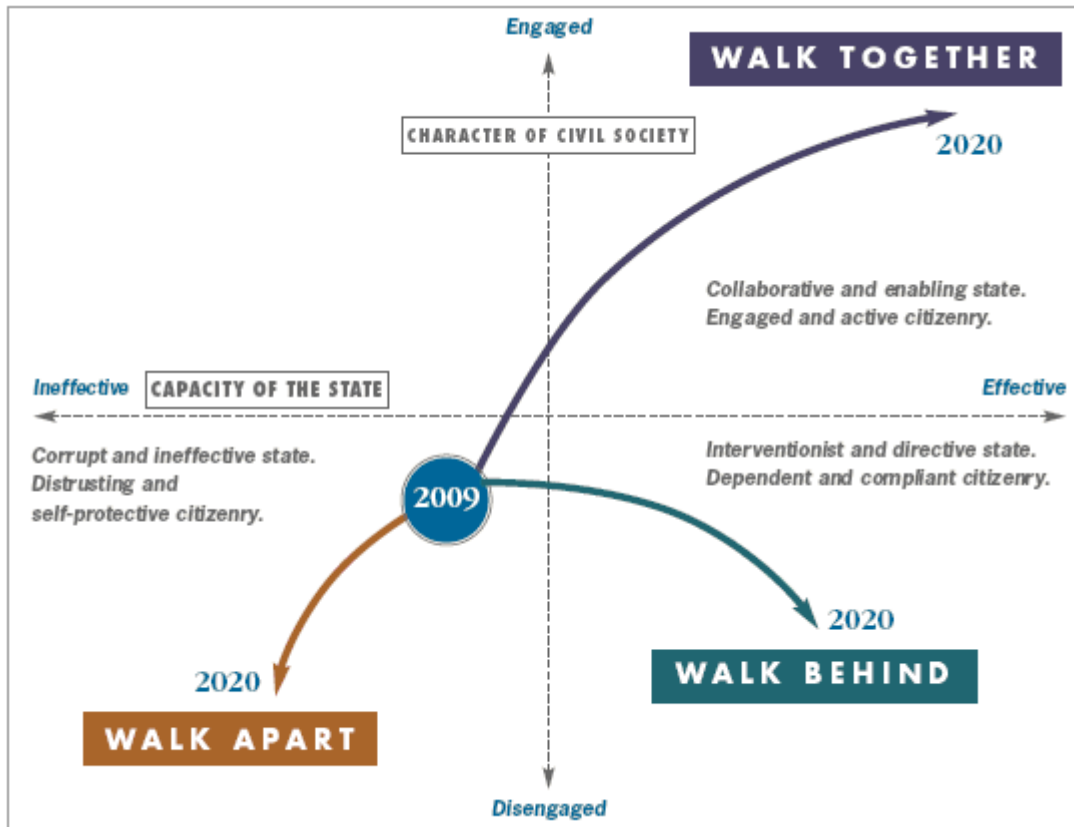 Engaged
WALK TOGETHER
CHARACTER OF CIVIL SOCIETY
2020
Collaborative and enabling state.
Engaged and active citizenry.
Ineffective
CAPACITY OF THE STATE
Effective
Corrupt and ineffective state.
Distrusting and
self-protective citizenry.
Interventionist and directive state.
Dependent and compliant citizenry.
2009
2020
WALK BEHIND
2020
WALK APART
Disengaged